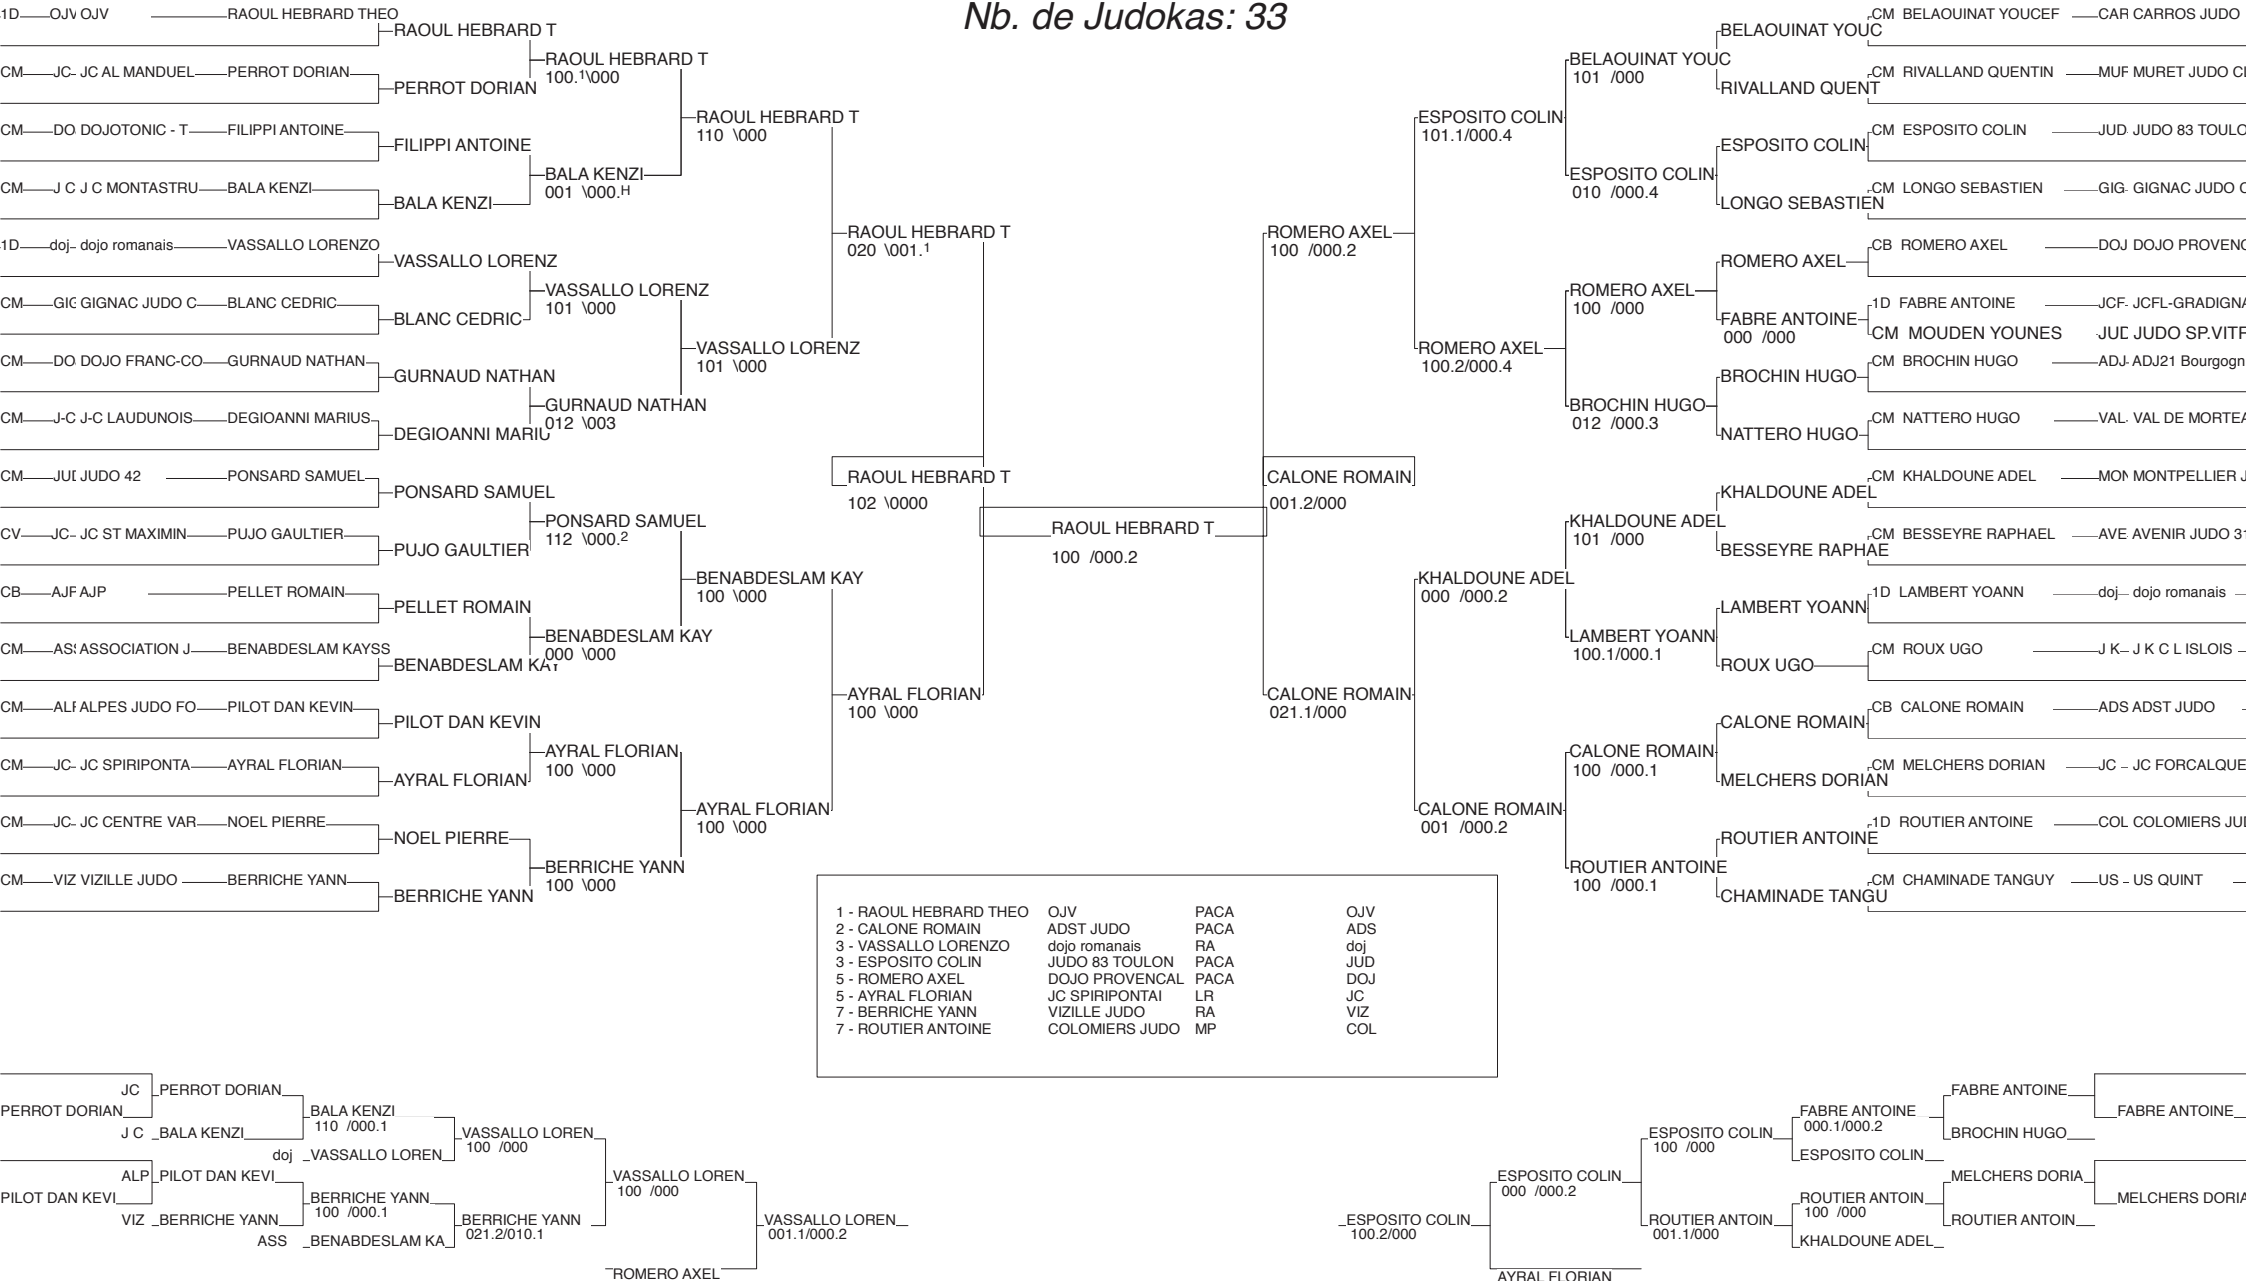 Nb. de Judokas: 33
1D OJV OJV RAOUL HEBRARD THEO
RAOUL HEBRARD T
RAOUL HEBRARD T
100.1\000
CM JC- JC AL MANDUEL PERROT DORIAN
PERROT DORIAN
RAOUL HEBRARD T
110 \000
CM DO DOJOTONIC - T FILIPPI ANTOINE
FILIPPI ANTOINE
BALA KENZI
001 \000.H
CM J C J C MONTASTRU BALA KENZI
BALA KENZI
RAOUL HEBRARD T
020 \001.1
1D doj- dojo romanais VASSALLO LORENZO
VASSALLO LORENZ
VASSALLO LORENZ
101 \000
CM GIG GIGNAC JUDO C BLANC CEDRIC
BLANC CEDRIC
VASSALLO LORENZ
101 \000
CM DO DOJO FRANC-CO GURNAUD NATHAN
GURNAUD NATHAN
GURNAUD NATHAN
012 \003
CM J-C J-C LAUDUNOIS DEGIOANNI MARIUS
DEGIOANNI MARIU
RAOUL HEBRARD T
102 \0000
CM JUD JUDO 42 PONSARD SAMUEL
PONSARD SAMUEL
PONSARD SAMUEL
112 \000.2
CV JC- JC ST MAXIMIN PUJO GAULTIER
PUJO GAULTIER
BENABDESLAM KAY
100 \000
CB AJP AJP PELLET ROMAIN
PELLET ROMAIN
BENABDESLAM KAY
000 \000
CM ASS ASSOCIATION J BENABDESLAM KAYSS
BENABDESLAM KAY
AYRAL FLORIAN
100 \000
CM ALP ALPES JUDO FO PILOT DAN KEVIN
PILOT DAN KEVIN
AYRAL FLORIAN
100 \000
CM JC- JC SPIRIPONTA AYRAL FLORIAN
AYRAL FLORIAN
AYRAL FLORIAN
100 \000
CM JC- JC CENTRE VAR NOEL PIERRE
NOEL PIERRE
BERRICHE YANN
100 \000
CM VIZ VIZILLE JUDO BERRICHE YANN
BERRICHE YANN
RAOUL HEBRARD T
100 /000.2
CM BELAOUINAT YOUCEF CAR CARROS JUDO
BELAOUINAT YOUC
BELAOUINAT YOUC
101 /000
CM RIVALLAND QUENTIN MUR MURET JUDO CL
RIVALLAND QUENT
ESPOSITO COLIN
101.1/000.4
CM ESPOSITO COLIN JUD JUDO 83 TOULO
ESPOSITO COLIN
ESPOSITO COLIN
010 /000.4
CM LONGO SEBASTIEN GIG- GIGNAC JUDO C
LONGO SEBASTIEN
ROMERO AXEL
100 /000.2
CB ROMERO AXEL DOJ DOJO PROVENC
ROMERO AXEL
ROMERO AXEL
100 /000
1D FABRE ANTOINE JCF- JCFL-GRADIGNA
FABRE ANTOINE
000 /000
CM MOUDEN YOUNES JUD JUDO SP.VITR
ROMERO AXEL
100.2/000.4
CM BROCHIN HUGO ADJ- ADJ21 Bourgogn
BROCHIN HUGO
BROCHIN HUGO
012 /000.3
CM NATTERO HUGO VAL- VAL DE MORTEA
NATTERO HUGO
CALONE ROMAIN
001.2/000
CM KHALDOUNE ADEL MON MONTPELLIER J
KHALDOUNE ADEL
KHALDOUNE ADEL
101 /000
CM BESSEYRE RAPHAEL AVE AVENIR JUDO 31
BESSEYRE RAPHAE
KHALDOUNE ADEL
000 /000.2
1D LAMBERT YOANN doj- dojo romanais
LAMBERT YOANN
LAMBERT YOANN
100.1/000.1
CM ROUX UGO J K- J K C L ISLOIS
ROUX UGO
CALONE ROMAIN
021.1/000
CB CALONE ROMAIN ADS ADST JUDO
CALONE ROMAIN
CALONE ROMAIN
100 /000.1
CM MELCHERS DORIAN JC - JC FORCALQUE
MELCHERS DORIAN
CALONE ROMAIN
001 /000.2
1D ROUTIER ANTOINE COL COLOMIERS JUD
ROUTIER ANTOINE
ROUTIER ANTOINE
100 /000.1
CM CHAMINADE TANGUY US - US QUINT
CHAMINADE TANGU
1 - RAOUL HEBRARD THEO OJV PACA OJV
2 - CALONE ROMAIN ADST JUDO PACA ADS
3 - VASSALLO LORENZO dojo romanais RA doj
3 - ESPOSITO COLIN JUDO 83 TOULON PACA JUD
5 - ROMERO AXEL DOJO PROVENCAL PACA DOJ
5 - AYRAL FLORIAN JC SPIRIPONTAI LR JC
7 - BERRICHE YANN VIZILLE JUDO RA VIZ
7 - ROUTIER ANTOINE COLOMIERS JUDO MP COL
JC PERROT DORIAN
PERROT DORIAN
BALA KENZI
110 /000.1
J C BALA KENZI
VASSALLO LOREN
100 /000
doj VASSALLO LOREN
ALP PILOT DAN KEVI
VASSALLO LOREN
100 /000
PILOT DAN KEVI
BERRICHE YANN
100 /000.1
VIZ BERRICHE YANN
BERRICHE YANN
021.2/010.1
VASSALLO LOREN
001.1/000.2
ASS BENABDESLAM KA
ROMERO AXEL
FABRE ANTOINE
FABRE ANTOINE
FABRE ANTOINE
000.1/000.2
ESPOSITO COLIN
100 /000
BROCHIN HUGO
ESPOSITO COLIN
ESPOSITO COLIN
000 /000.2
MELCHERS DORIA
MELCHERS DORIA
ROUTIER ANTOIN
100 /000
ESPOSITO COLIN
100.2/000
ROUTIER ANTOIN
001.1/000
ROUTIER ANTOIN
KHALDOUNE ADEL
AYRAL FLORIAN